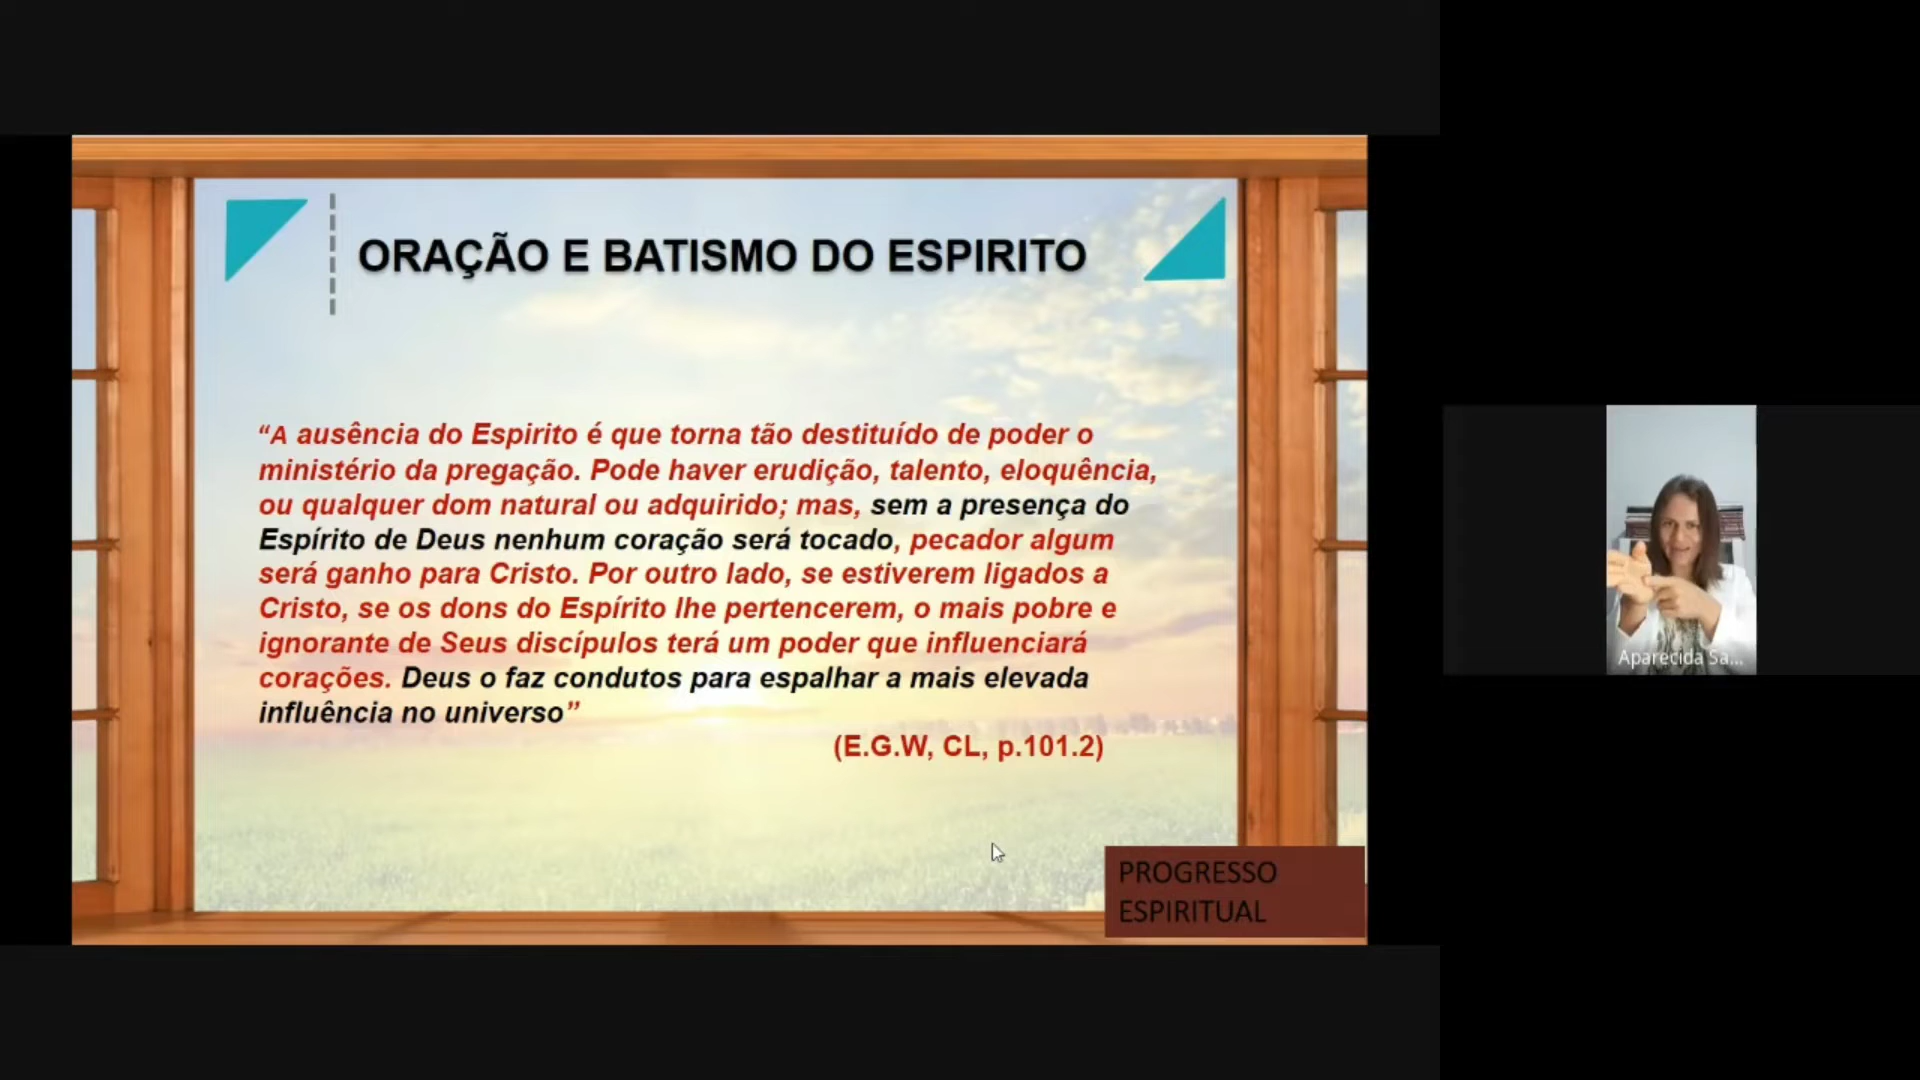 ORAÇÃO E BATISMO DO ESPIRITO
“A ausência do Espirito é que torna tão destituído de poder o
ministério da pregação. Pode haver erudição, talento, eloquência,
ou qualquer dom natural ou adquirido; mas, sem a presença do
Espírito de Deus nenhum coração será tocado, pecador algum
será ganho para Cristo. Por outro lado, se estiverem ligados a
Cristo, se os dons do Espírito lhe pertencerem, o mais pobre e
ignorante de Seus discípulos terá um poder que influenciará
corações. Deus o faz condutos para espalhar a mais elevada
influência no universo”
(E.G.W, CL, p.101.2)
PROGRESSO
ESPIRITUAL
Aparecida Sa...